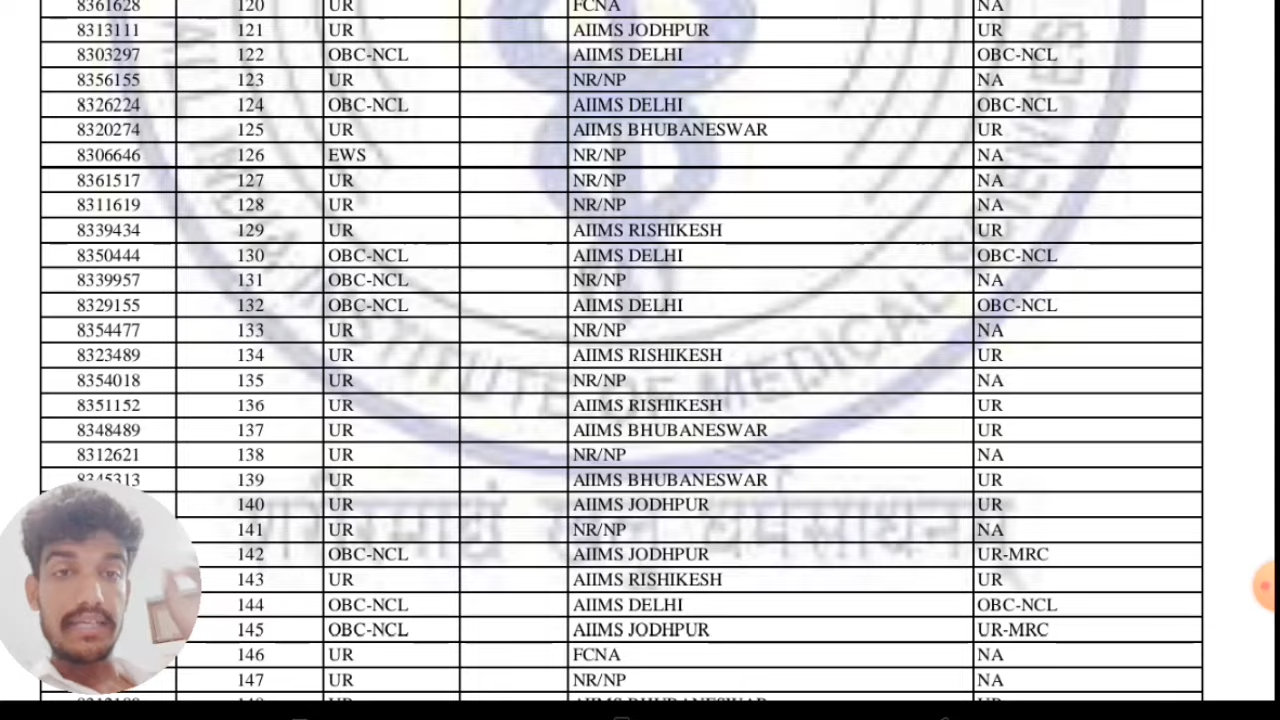 8361628 120 UR FCNA NA
8313111 121 UR AIIMS JODHPUR UR
8303297 122 OBC-NCL AIIMS DELHI OBC-NCL
8356155 123 UR NR/NP NA
8326224 124 OBC-NCL AIIMS DELHI OBC-NCL
8320274 125 UR AIIMS BHUBANESWAR UR
8306646 126 EWS NR/NP NA
8361517 127 UR NR/NP NA
8311619 128 UR NR/NP NA
8339434 129 UR AIIMS RISHIKESH UR
8350444 130 OBC-NCL AIIMS DELHI OBC-NCL
8339957 131 OBC-NCL NR/NP NA
8329155 132 OBC-NCL AIIMS DELHI OBC-NCL
8354477 133 UR NR/NP NA
8323489 134 UR AIIMS RISHIKESH UR
8354018 135 UR NR/NP NA
8351152 136 UR AIIMS RISHIKESH UR
8348489 137 UR AIIMS BHUBANESWAR UR
8312621 138 UR NR/NP NA
8345313 139 UR AIIMS BHUBANESWAR UR
140 UR AIIMS JODHPUR UR
141 UR NR/NP NA
142 OBC-NCL AIIMS JODHPUR UR-MRC
143 UR AIIMS RISHIKESH UR
144 OBC-NCL AIIMS DELHI OBC-NCL
145 OBC-NCL AIIMS JODHPUR UR-MRC
146 UR FCNA NA
147 UR NR/NP NA
148 UR AIIMS BHUBANESWAR UR